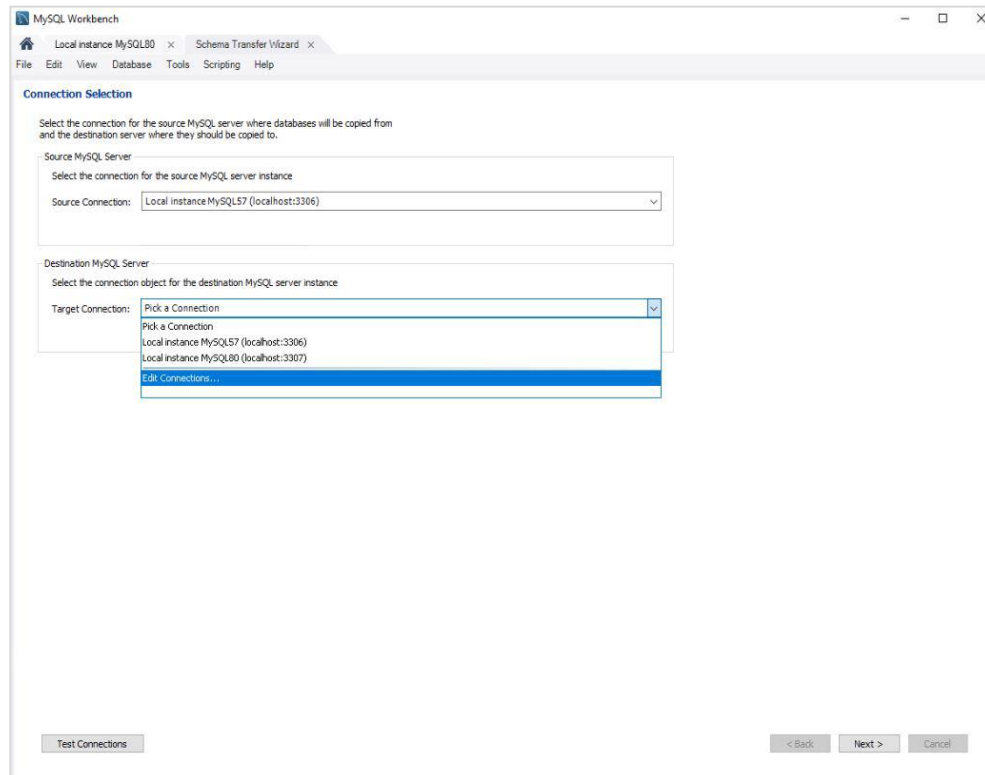 MySQL Workbench
Local instance MySQL80 Schema Transfer Wizard
File Edit View Database Tools Scripting Help
Connection Selection
Select the connection for the source MySQL server where databases will be copied from
and the destination server where they should be copied to.
Source MySQL Server
Select the connection for the source MySQL server instance
Source Connection: Local instance MySQL57 (localhost:3306)
Destination MySQL Server
Select the connection object for the destination MySQL server instance
Target Connection: Pick a Connection
Pick a Connection
Local instance MySQL57 (localhost:3306)
Local instance MySQL80 (localhost:3307)
Edit Connections...
Test Connections < Back Next > Cancel